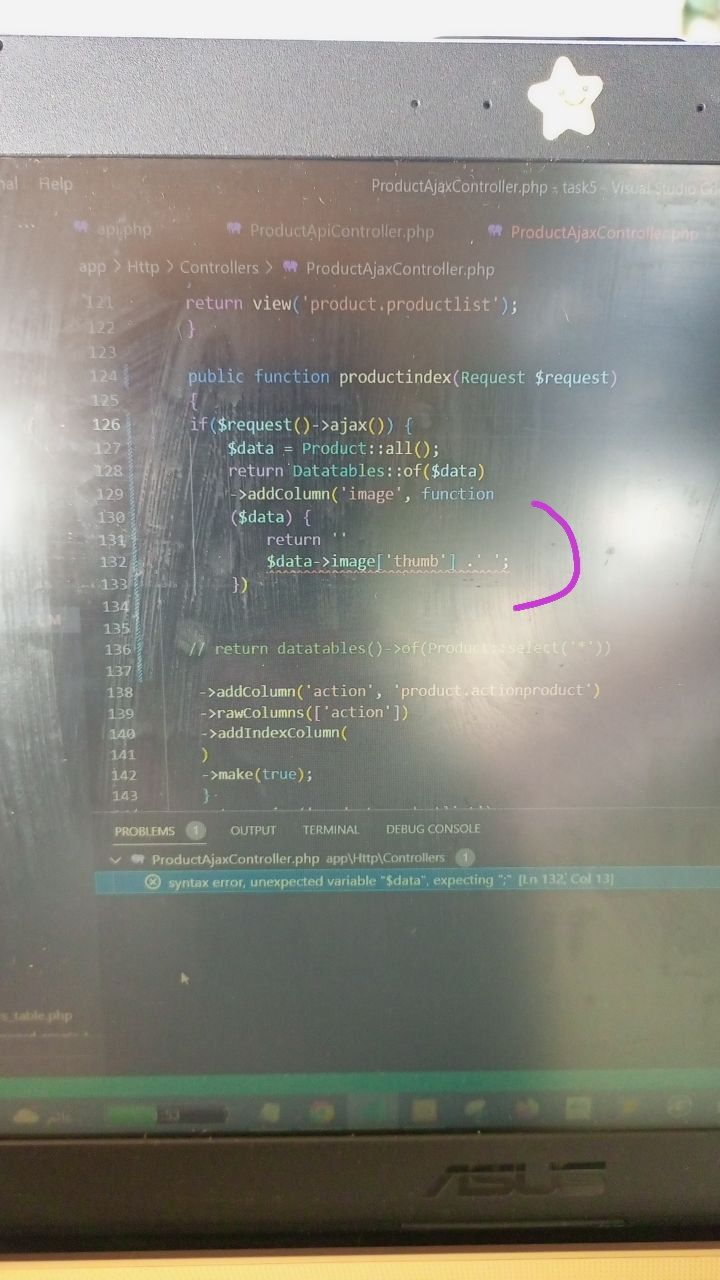 Help
ProductAjaxController.php - task5 - Visual Studio
api.php
ProductApiController.php
ProductAjaxController.php
app > Http > Controllers > ProductAjaxController.php
121 return view('product.productlist');
122 }
123
124 public function productindex(Request $request)
125 {
126 if($request()->ajax()) {
127 $data = Product::all();
128 return Datatables::of($data)
129 ->addColumn('image', function
130 ($data) {
131 return ''
132 $data->image['thumb'] .' ';
133 })
134
135
136 // return datatables()->of(Product::select('*'))
137
138 ->addColumn('action', 'product.actionproduct')
139 ->rawColumns(['action'])
140 ->addIndexColumn(
141 )
142 ->make(true);
143 }
PROBLEMS 1 OUTPUT TERMINAL DEBUG CONSOLE
ProductAjaxController.php app\Http\Controllers 1
syntax error, unexpected variable "$data", expecting ";" [Ln 132, Col 13]
s_table.php
53
ASUS